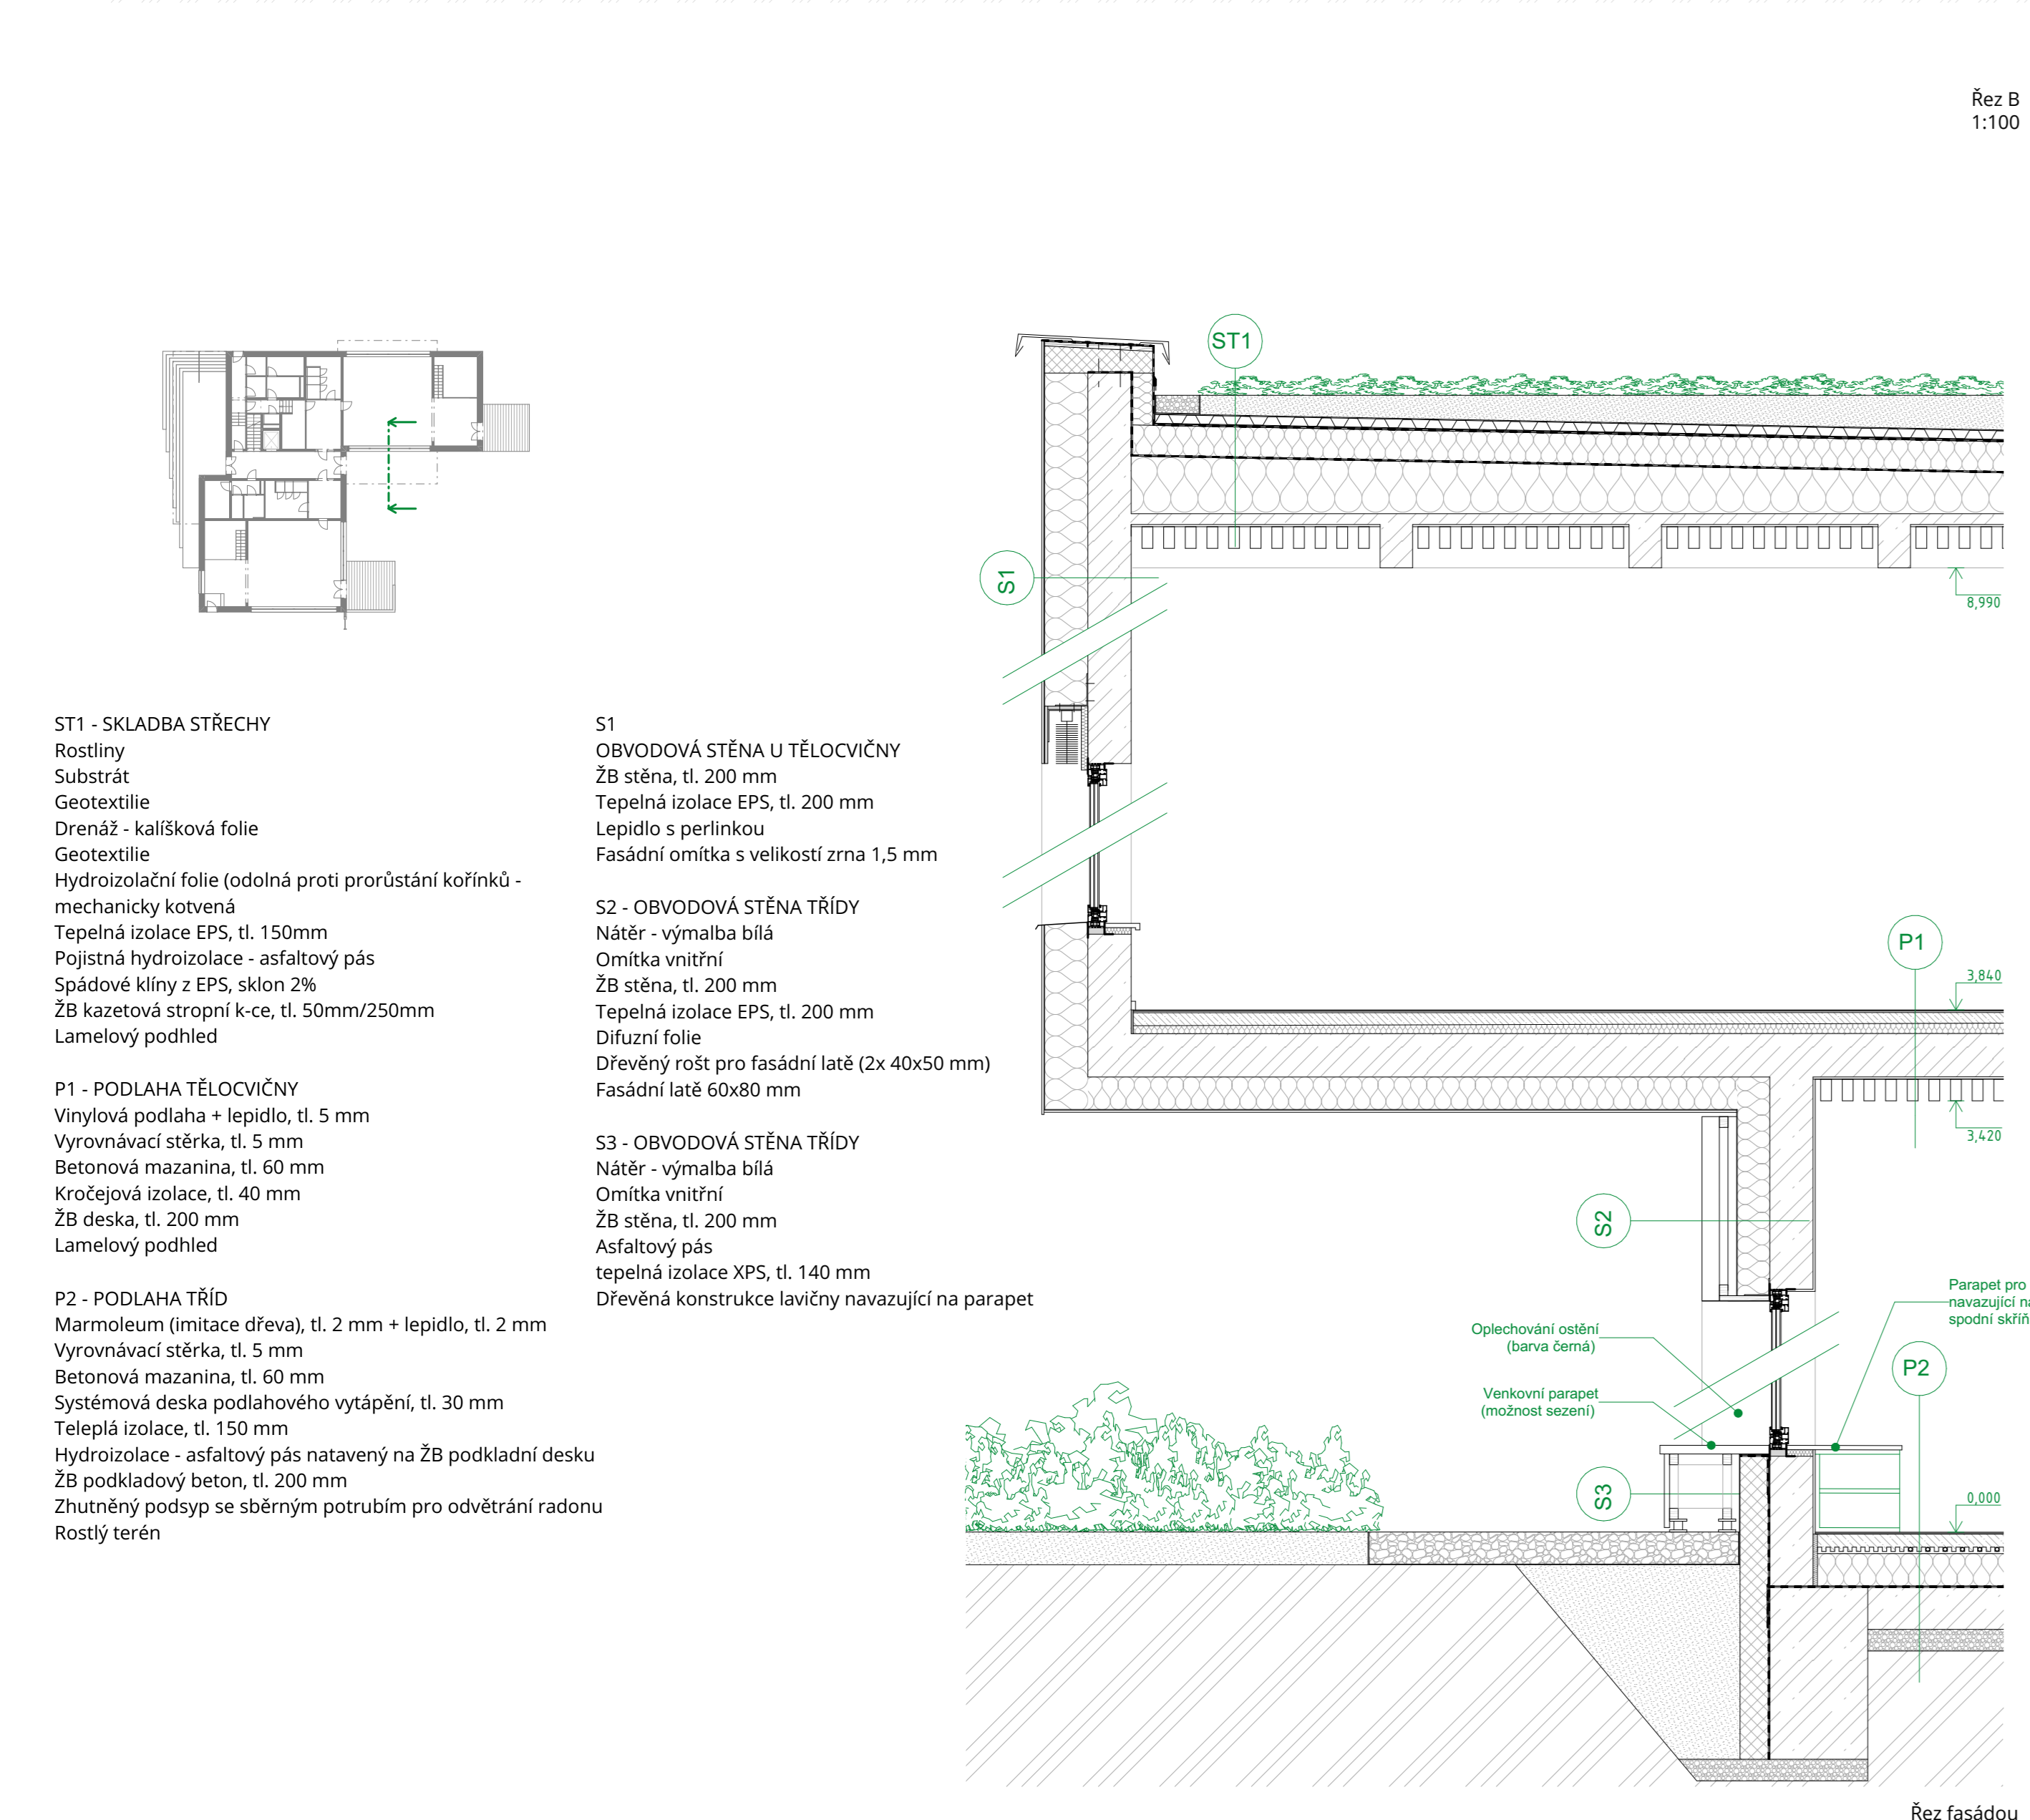 Řez B
1:100
ST1
S1
8,990
ST1 - SKLADBA STŘECHY
Rostliny
Substrát
Geotextilie
Drenáž - kalíšková folie
Geotextilie
Hydroizolační folie (odolná proti prorůstání kořínků -
mechanicky kotvená
Tepelná izolace EPS, tl. 150mm
Pojistná hydroizolace - asfaltový pás
Spádové klíny z EPS, sklon 2%
ŽB kazetová stropní k-ce, tl. 50mm/250mm
Lamelový podhled
P1 - PODLAHA TĚLOCVIČNY
Vinylová podlaha + lepidlo, tl. 5 mm
Vyrovnávací stěrka, tl. 5 mm
Betonová mazanina, tl. 60 mm
Kročejová izolace, tl. 40 mm
ŽB deska, tl. 200 mm
Lamelový podhled
P2 - PODLAHA TŘÍD
Marmoleum (imitace dřeva), tl. 2 mm + lepidlo, tl. 2 mm
Vyrovnávací stěrka, tl. 5 mm
Betonová mazanina, tl. 60 mm
Systémová deska podlahového vytápění, tl. 30 mm
Teleplá izolace, tl. 150 mm
Hydroizolace - asfaltový pás natavený na ŽB podkladní desku
ŽB podkladový beton, tl. 200 mm
Zhutněný podsyp se sběrným potrubím pro odvětrání radonu
Rostlý terén
S1
OBVODOVÁ STĚNA U TĚLOCVIČNY
ŽB stěna, tl. 200 mm
Tepelná izolace EPS, tl. 200 mm
Lepidlo s perlinkou
Fasádní omítka s velikostí zrna 1,5 mm
S2 - OBVODOVÁ STĚNA TŘÍDY
Nátěr - výmalba bílá
Omítka vnitřní
ŽB stěna, tl. 200 mm
Tepelná izolace EPS, tl. 200 mm
Difuzní folie
Dřevěný rošt pro fasádní latě (2x 40x50 mm)
Fasádní latě 60x80 mm
S3 - OBVODOVÁ STĚNA TŘÍDY
Nátěr - výmalba bílá
Omítka vnitřní
ŽB stěna, tl. 200 mm
Asfaltový pás
tepelná izolace XPS, tl. 140 mm
Dřevěná konstrukce lavičny navazující na parapet
P1
3,840
3,420
S2
Parapet pro
navazující na
spodní skříň
Oplechování ostění
(barva černá)
P2
Venkovní parapet
(možnost sezení)
S3
0,000
Řez fasádou